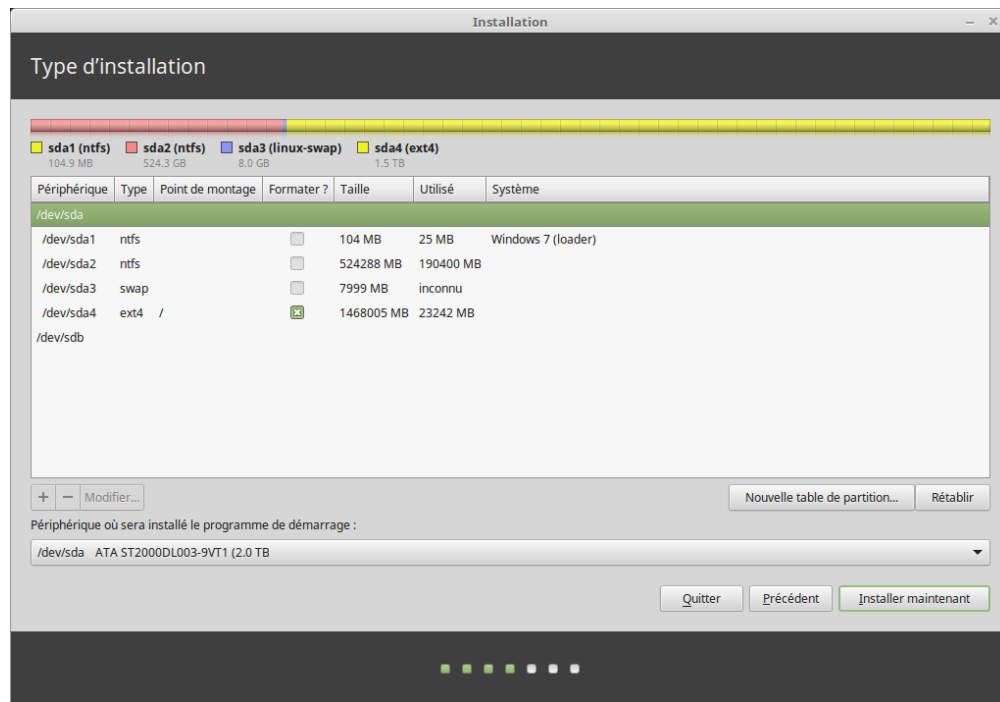 Installation
Type d'installation
sda1 (ntfs) sda2 (ntfs) sda3 (linux-swap) sda4 (ext4)
104.9 MB 524.3 GB 8.0 GB 1.5 TB
Périphérique Type Point de montage Formater ? Taille Utilisé Système
/dev/sda
/dev/sda1 ntfs 104 MB 25 MB Windows 7 (loader)
/dev/sda2 ntfs 524288 MB 190400 MB
/dev/sda3 swap 7999 MB inconnu
/dev/sda4 ext4 / 1468005 MB 23242 MB
/dev/sdb
+ − Modifier... Nouvelle table de partition... Rétablir
Périphérique où sera installé le programme de démarrage :
/dev/sda ATA ST2000DL003-9VT1 (2.0 TB
Quitter Précédent Installer maintenant